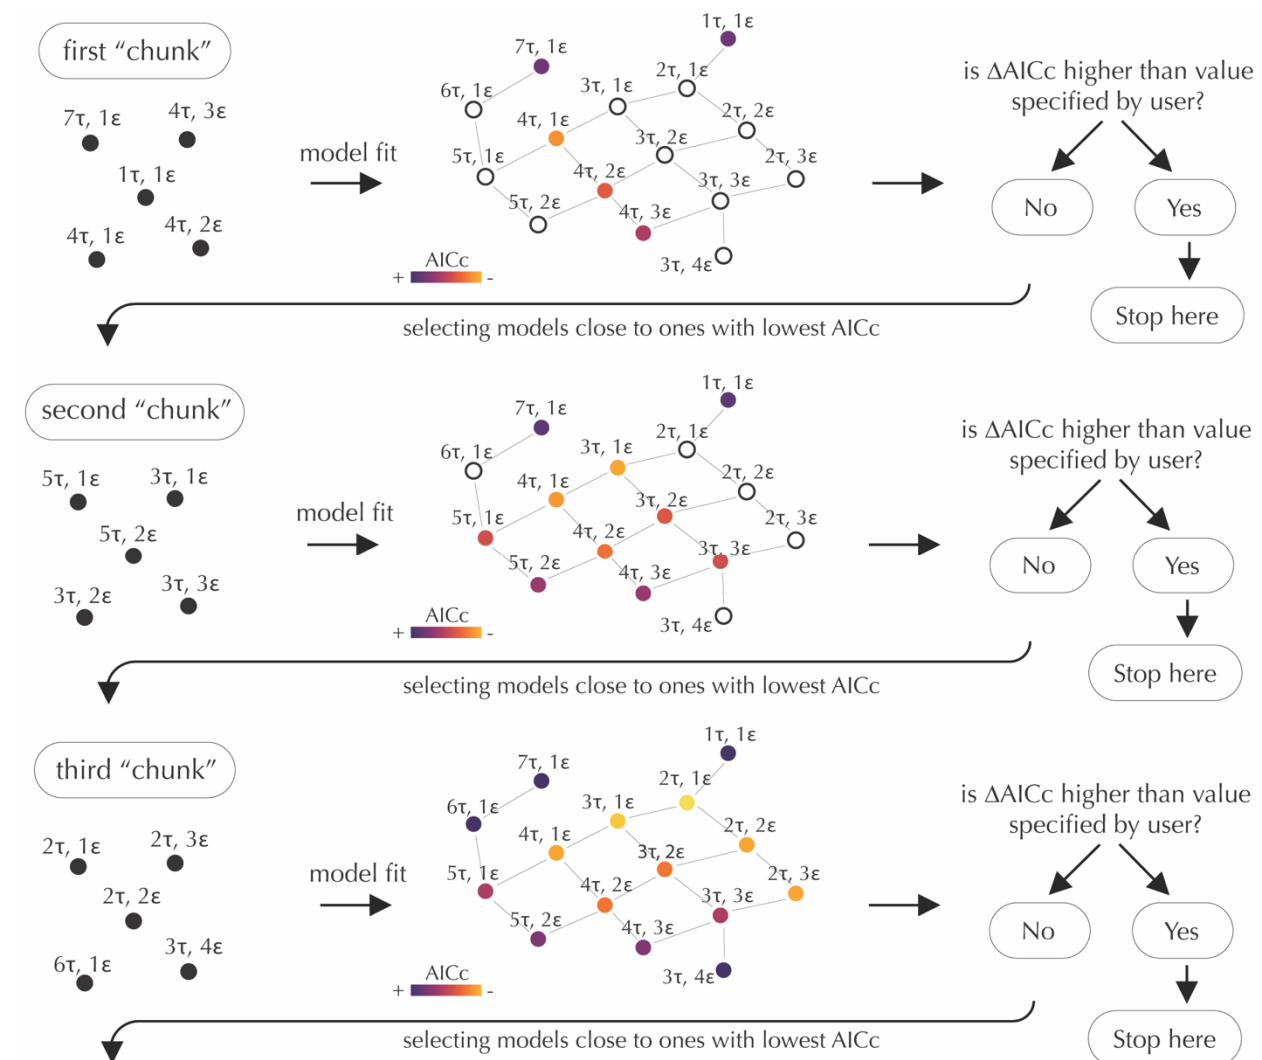 first “chunk”
7τ, 1ε
4τ, 3ε
1τ, 1ε
4τ, 1ε
4τ, 2ε
model fit
1τ, 1ε
7τ, 1ε
6τ, 1ε
3τ, 1ε
2τ, 1ε
4τ, 1ε
2τ, 2ε
3τ, 2ε
5τ, 1ε
2τ, 3ε
4τ, 2ε
3τ, 3ε
5τ, 2ε
4τ, 3ε
3τ, 4ε
AICc
+ -
is ΔAICc higher than value
specified by user?
No
Yes
Stop here
selecting models close to ones with lowest AICc
second “chunk”
5τ, 1ε
3τ, 1ε
5τ, 2ε
3τ, 2ε
3τ, 3ε
model fit
1τ, 1ε
7τ, 1ε
6τ, 1ε
3τ, 1ε
2τ, 1ε
4τ, 1ε
2τ, 2ε
3τ, 2ε
5τ, 1ε
2τ, 3ε
4τ, 2ε
3τ, 3ε
5τ, 2ε
4τ, 3ε
3τ, 4ε
AICc
+ -
is ΔAICc higher than value
specified by user?
No
Yes
Stop here
selecting models close to ones with lowest AICc
third “chunk”
2τ, 1ε
2τ, 3ε
2τ, 2ε
6τ, 1ε
3τ, 4ε
model fit
1τ, 1ε
7τ, 1ε
6τ, 1ε
3τ, 1ε
2τ, 1ε
4τ, 1ε
2τ, 2ε
3τ, 2ε
5τ, 1ε
2τ, 3ε
4τ, 2ε
3τ, 3ε
5τ, 2ε
4τ, 3ε
3τ, 4ε
AICc
+ -
is ΔAICc higher than value
specified by user?
No
Yes
Stop here
selecting models close to ones with lowest AICc